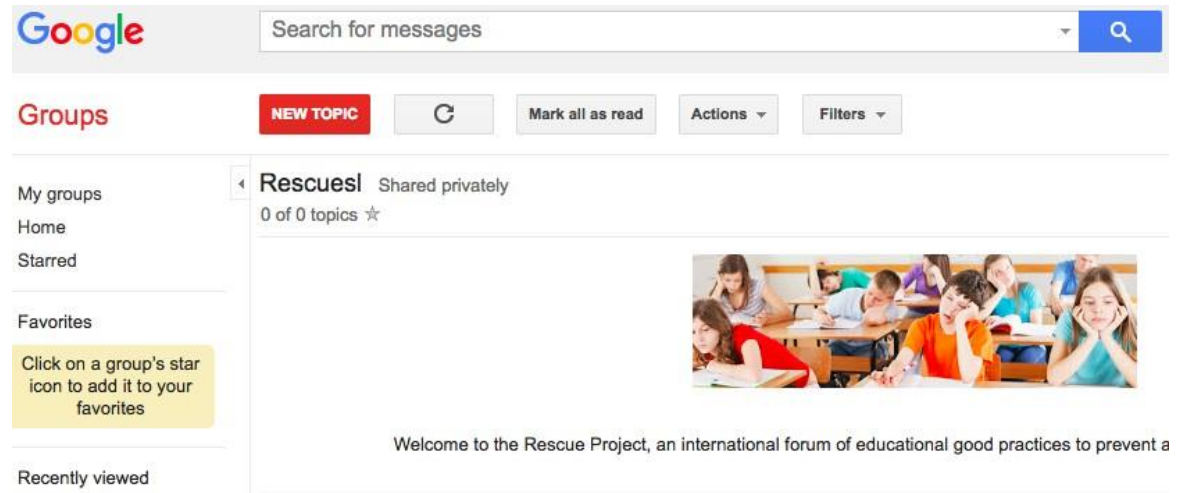 Google
Search for messages
Groups
NEW TOPIC
Mark all as read
Actions
Filters
My groups
Home
Starred
Favorites
Click on a group's star
icon to add it to your
favorites
Recently viewed
Rescuesl Shared privately
0 of 0 topics
Welcome to the Rescue Project, an international forum of educational good practices to prevent a